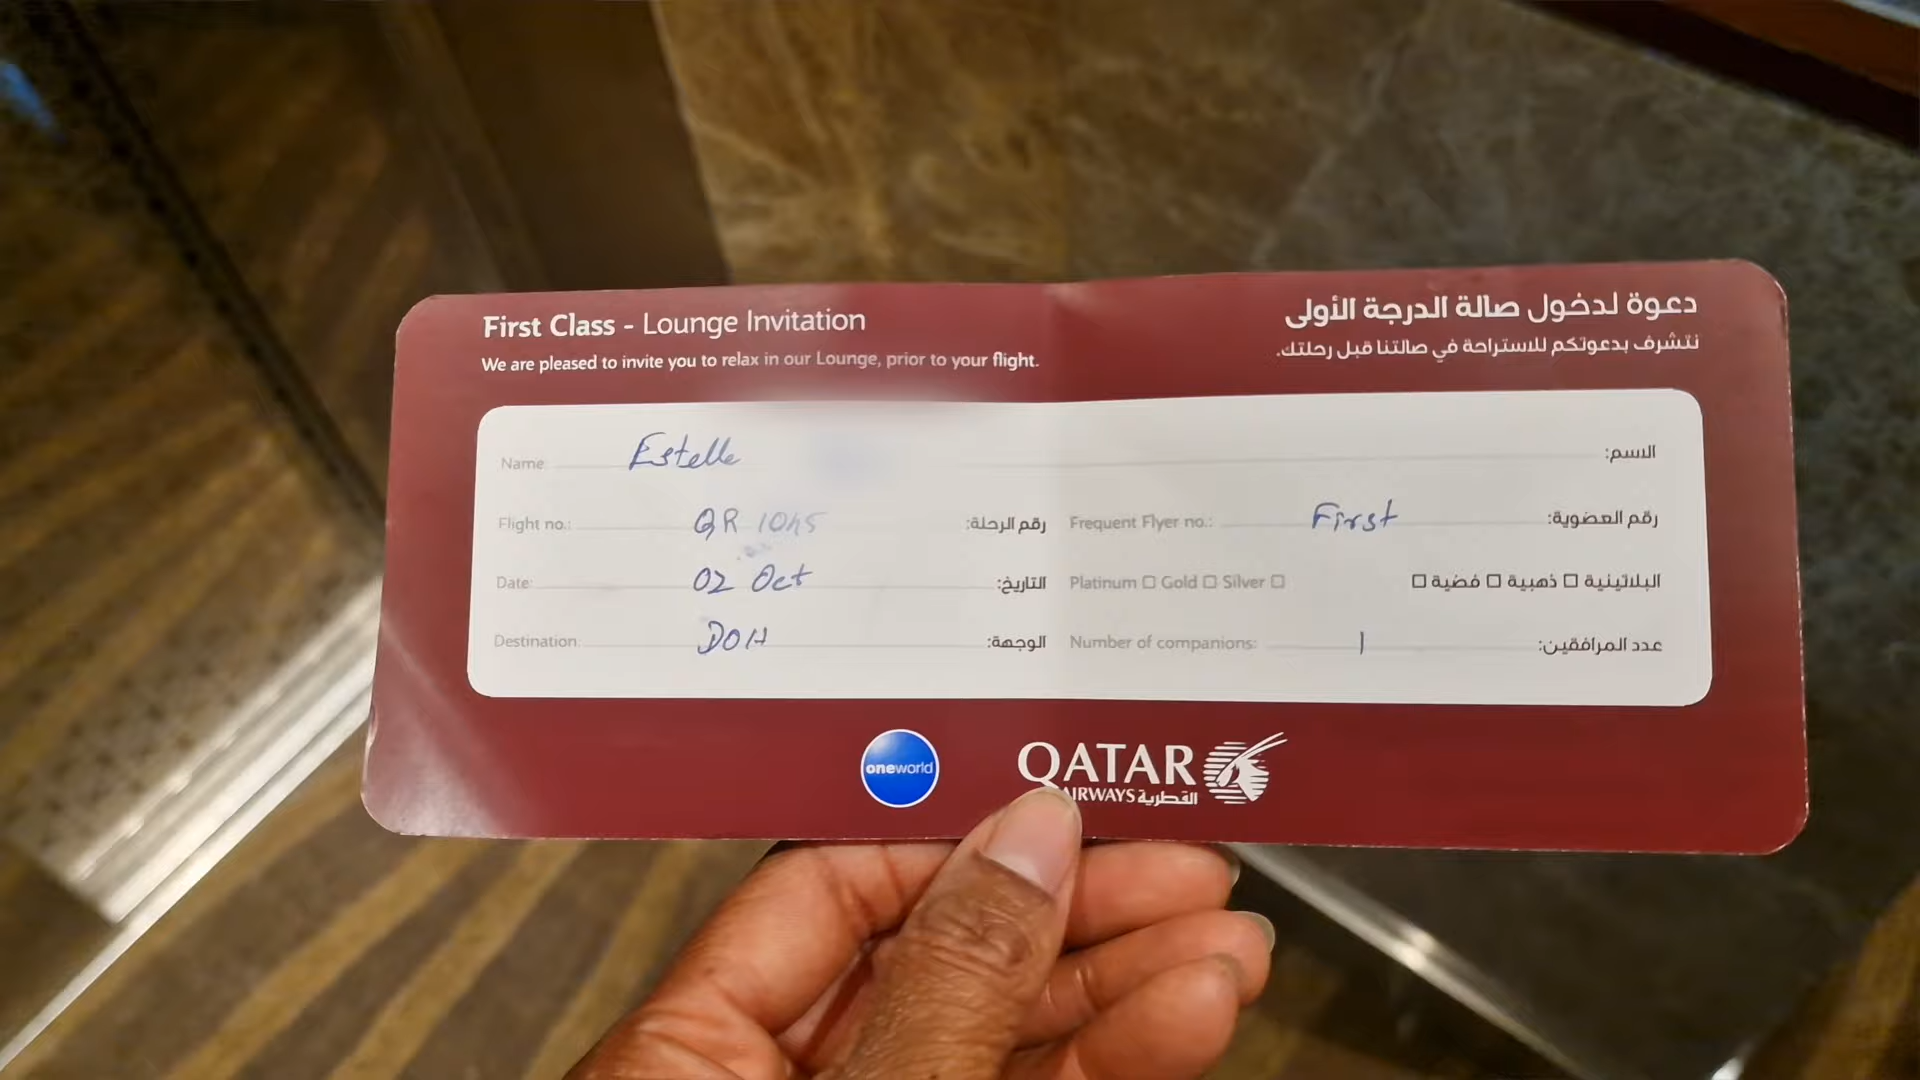 First Class - Lounge Invitation
دعوة لدخول صالة الدرجة الأولى
We are pleased to invite you to relax in our Lounge, prior to your flight.
نتشرف بدعوتكم للاستراحة في صالتنا قبل رحلتك.
Name: Estelle الاسم:
Flight no.: QR 1045 رقم الرحلة: Frequent Flyer no.: First رقم العضوية:
Date: 02 Oct التاريخ: Platinum Gold Silver البلاتينية ذهبية فضية
Destination: DOH الوجهة: Number of companions: 1 عدد المرافقين:
oneworld
QATAR
AIRWAYS القطرية